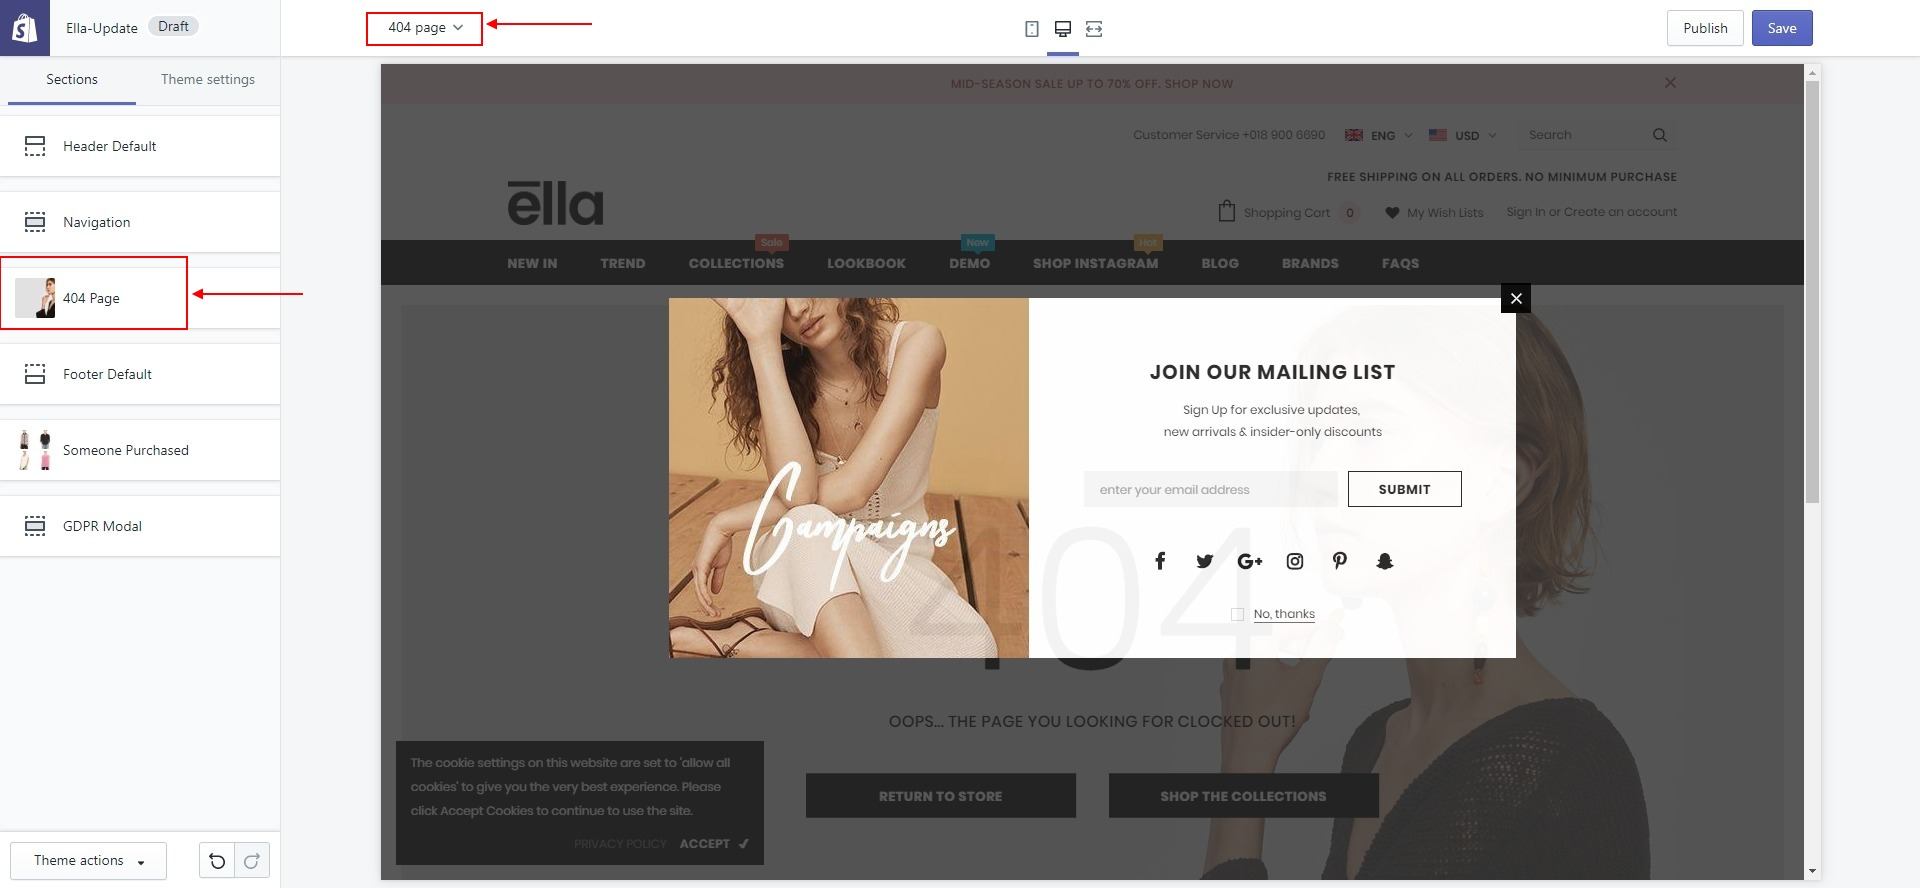 Ella-Update Draft
404 page
Publish
Save
Sections
Theme settings
Header Default
Navigation
404 Page
Footer Default
Someone Purchased
GDPR Modal
Theme actions
MID-SEASON SALE UP TO 70% OFF. SHOP NOW
Customer Service +018 900 6690
ENG
USD
Search
FREE SHIPPING ON ALL ORDERS. NO MINIMUM PURCHASE
ella
Shopping Cart 0
My Wish Lists
Sign In or Create an account
Sale
New
Hot
NEW IN
TREND
COLLECTIONS
LOOKBOOK
DEMO
SHOP INSTAGRAM
BLOG
BRANDS
FAQS
Campaigns
JOIN OUR MAILING LIST
Sign Up for exclusive updates,
new arrivals & insider-only discounts
enter your email address
SUBMIT
No, thanks
404
OOPS... THE PAGE YOU LOOKING FOR CLOCKED OUT!
RETURN TO STORE
SHOP THE COLLECTIONS
The cookie settings on this website are set to 'allow all
cookies' to give you the very best experience. Please
click Accept Cookies to continue to use the site.
PRIVACY POLICY
ACCEPT ✔